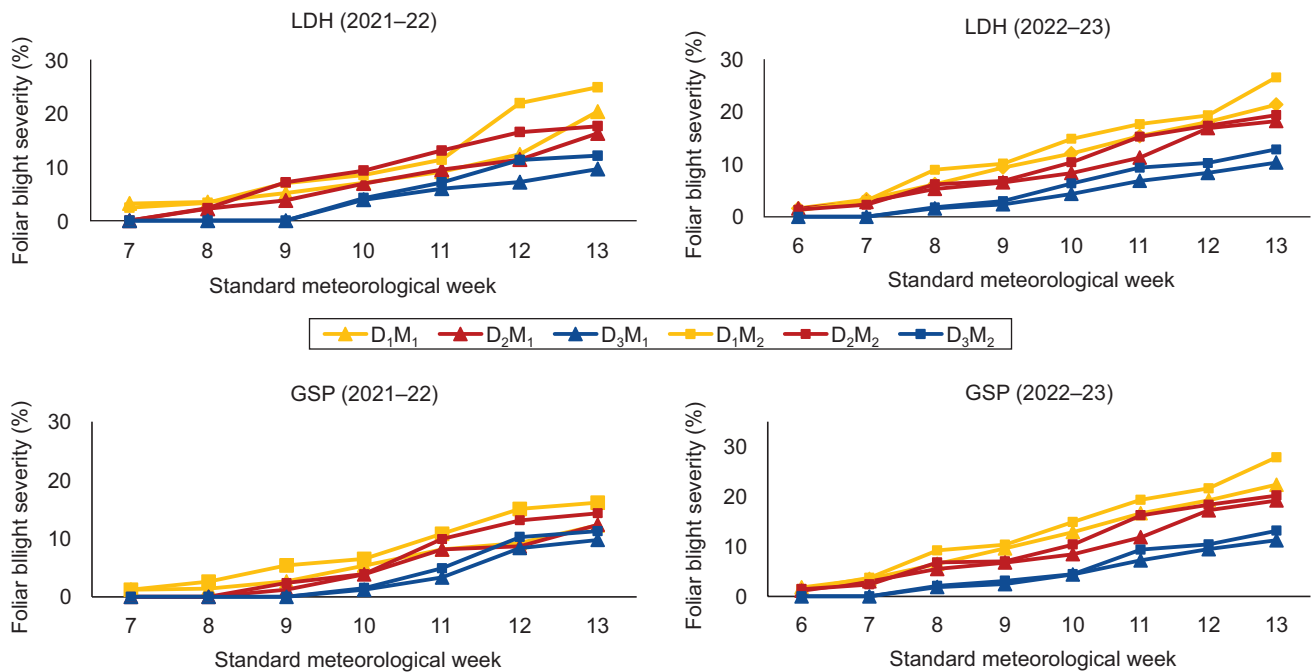 LDH (2021–22)
Foliar blight severity (%)
30
20
10
0
7 8 9 10 11 12 13
Standard meteorological week
LDH (2022–23)
Foliar blight severity (%)
30
20
10
0
6 7 8 9 10 11 12 13
Standard meteorological week
D₁M₁ D₂M₁ D₃M₁ D₁M₂ D₂M₂ D₃M₂
GSP (2021–22)
Foliar bllight severity (%)
30
20
10
0
7 8 9 10 11 12 13
Standard meteorological week
GSP (2022–23)
Foliar blight severity (%)
30
20
10
0
6 7 8 9 10 11 12 13
Standard meteorological week